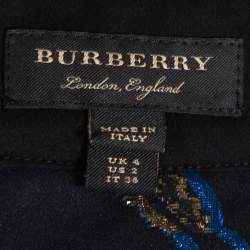 BURBERRY
London, England
MADE IN
ITALY
UK 4
US 2
IT 36